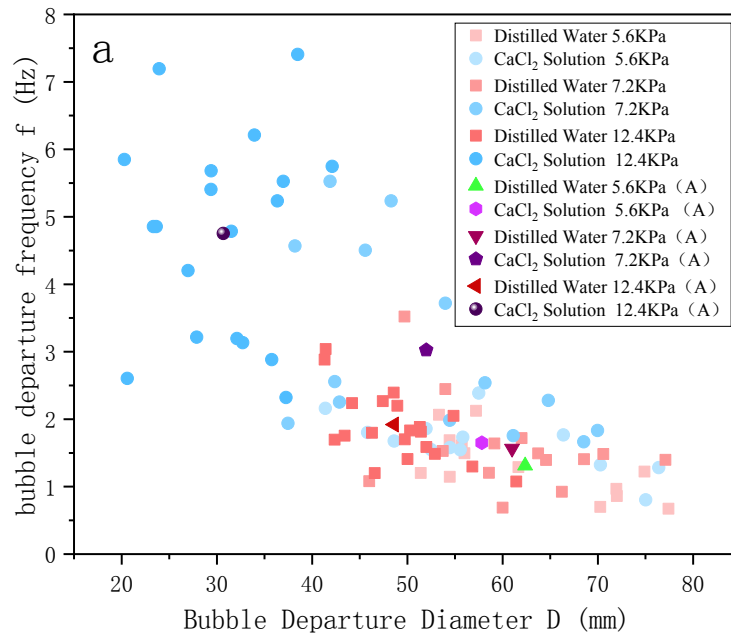 a
Distilled Water 5.6KPa
CaCl₂ Solution 5.6KPa
Distilled Water 7.2KPa
CaCl₂ Solution 7.2KPa
Distilled Water 12.4KPa
CaCl₂ Solution 12.4KPa
Distilled Water 5.6KPa（A）
CaCl₂ Solution 5.6KPa （A）
Distilled Water 7.2KPa（A）
CaCl₂ Solution 7.2KPa（A）
Distilled Water 12.4KPa（A）
CaCl₂ Solution 12.4KPa（A）
bubble departure frequency f (Hz)
8
7
6
5
4
3
2
1
0
20 30 40 50 60 70 80
Bubble Departure Diameter D (mm)